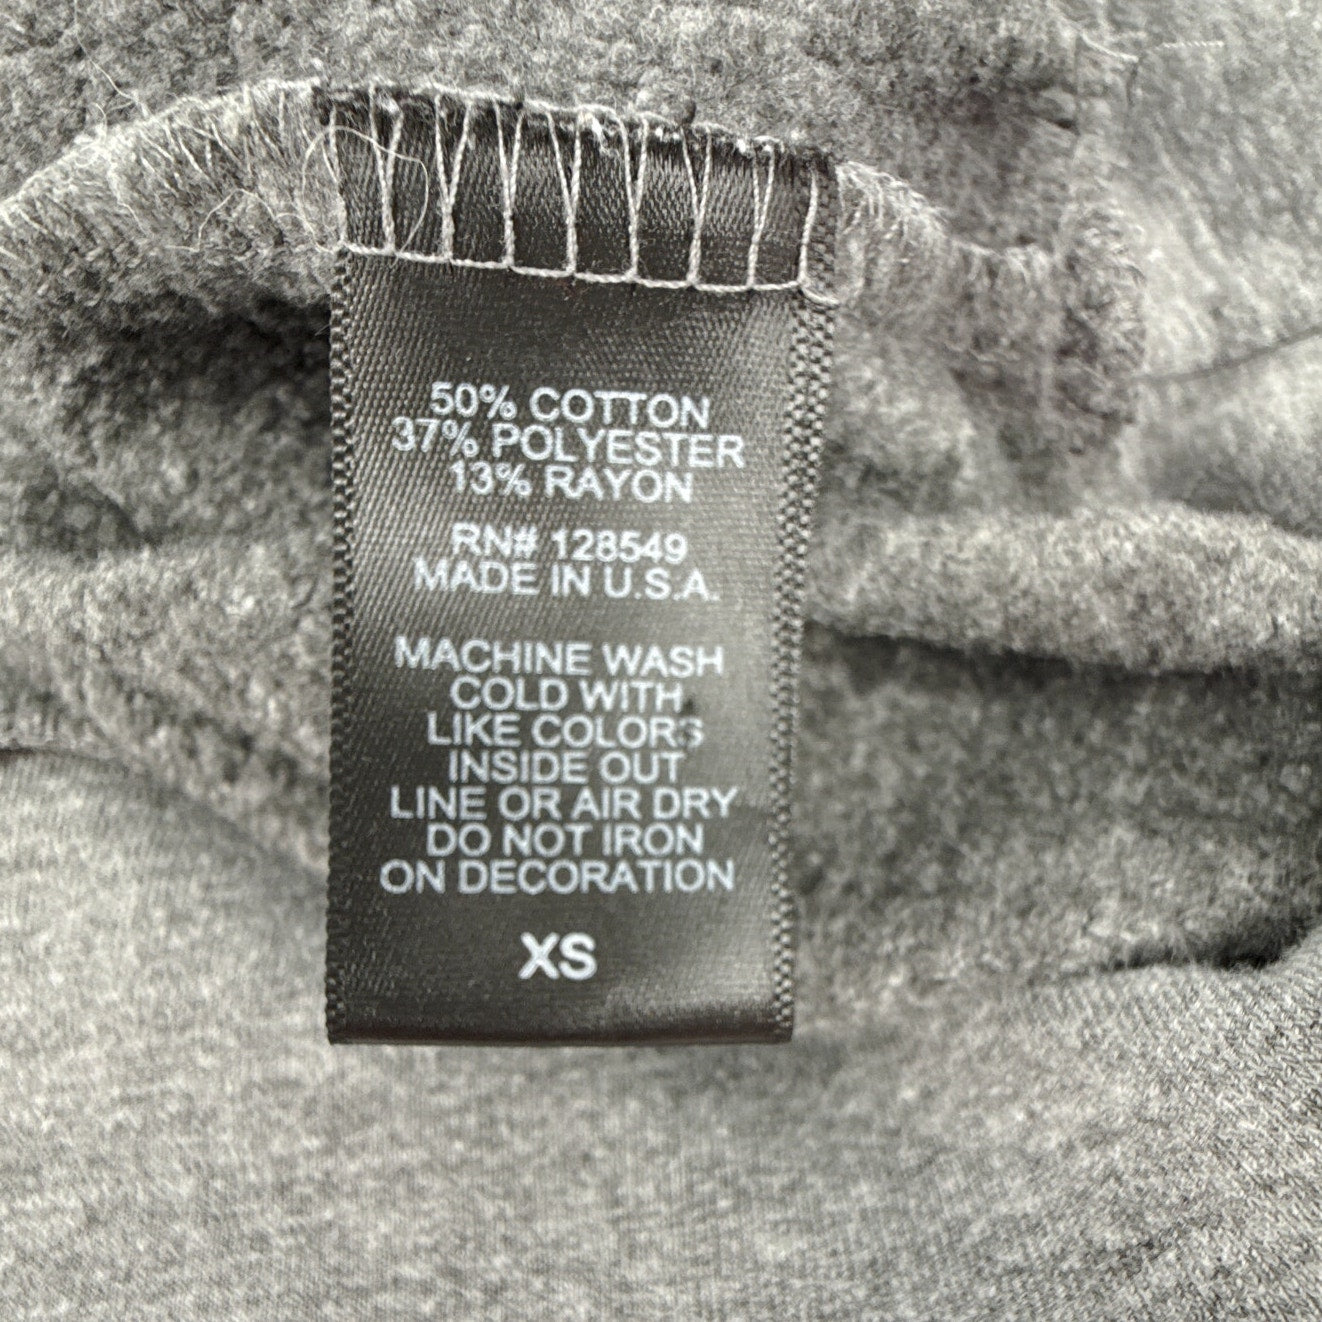 50% COTTON
37% POLYESTER
13% RAYON
RN# 128549
MADE IN U.S.A.
MACHINE WASH
COLD WITH
LIKE COLORS
INSIDE OUT
LINE OR AIR DRY
DO NOT IRON
ON DECORATION
XS